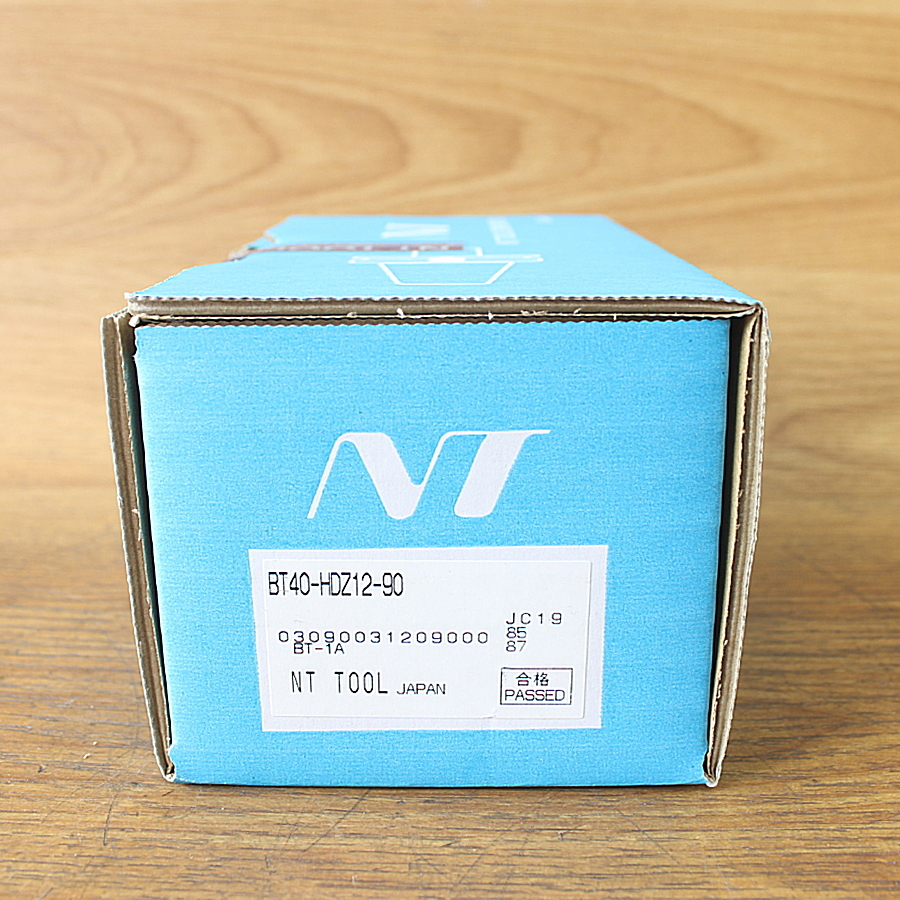 NT
BT40-HDZ12-90
JC19
03090031209000 85
BT-1A 87
NT TOOL JAPAN
合格
PASSED